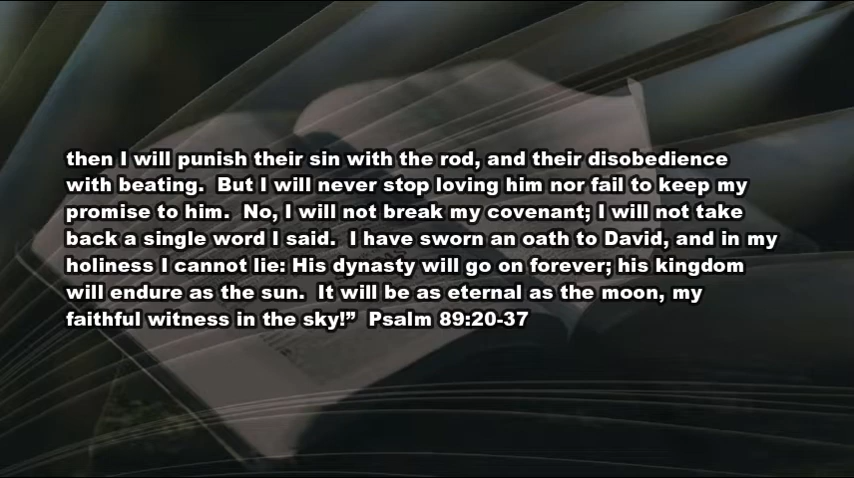 then I will punish their sin with the rod, and their disobedience
with beating.  But I will never stop loving him nor fail to keep my
promise to him.  No, I will not break my covenant; I will not take
back a single word I said.  I have sworn an oath to David, and in my
holiness I cannot lie: His dynasty will go on forever; his kingdom
will endure as the sun.  It will be as eternal as the moon, my
faithful witness in the sky!”  Psalm 89:20-37